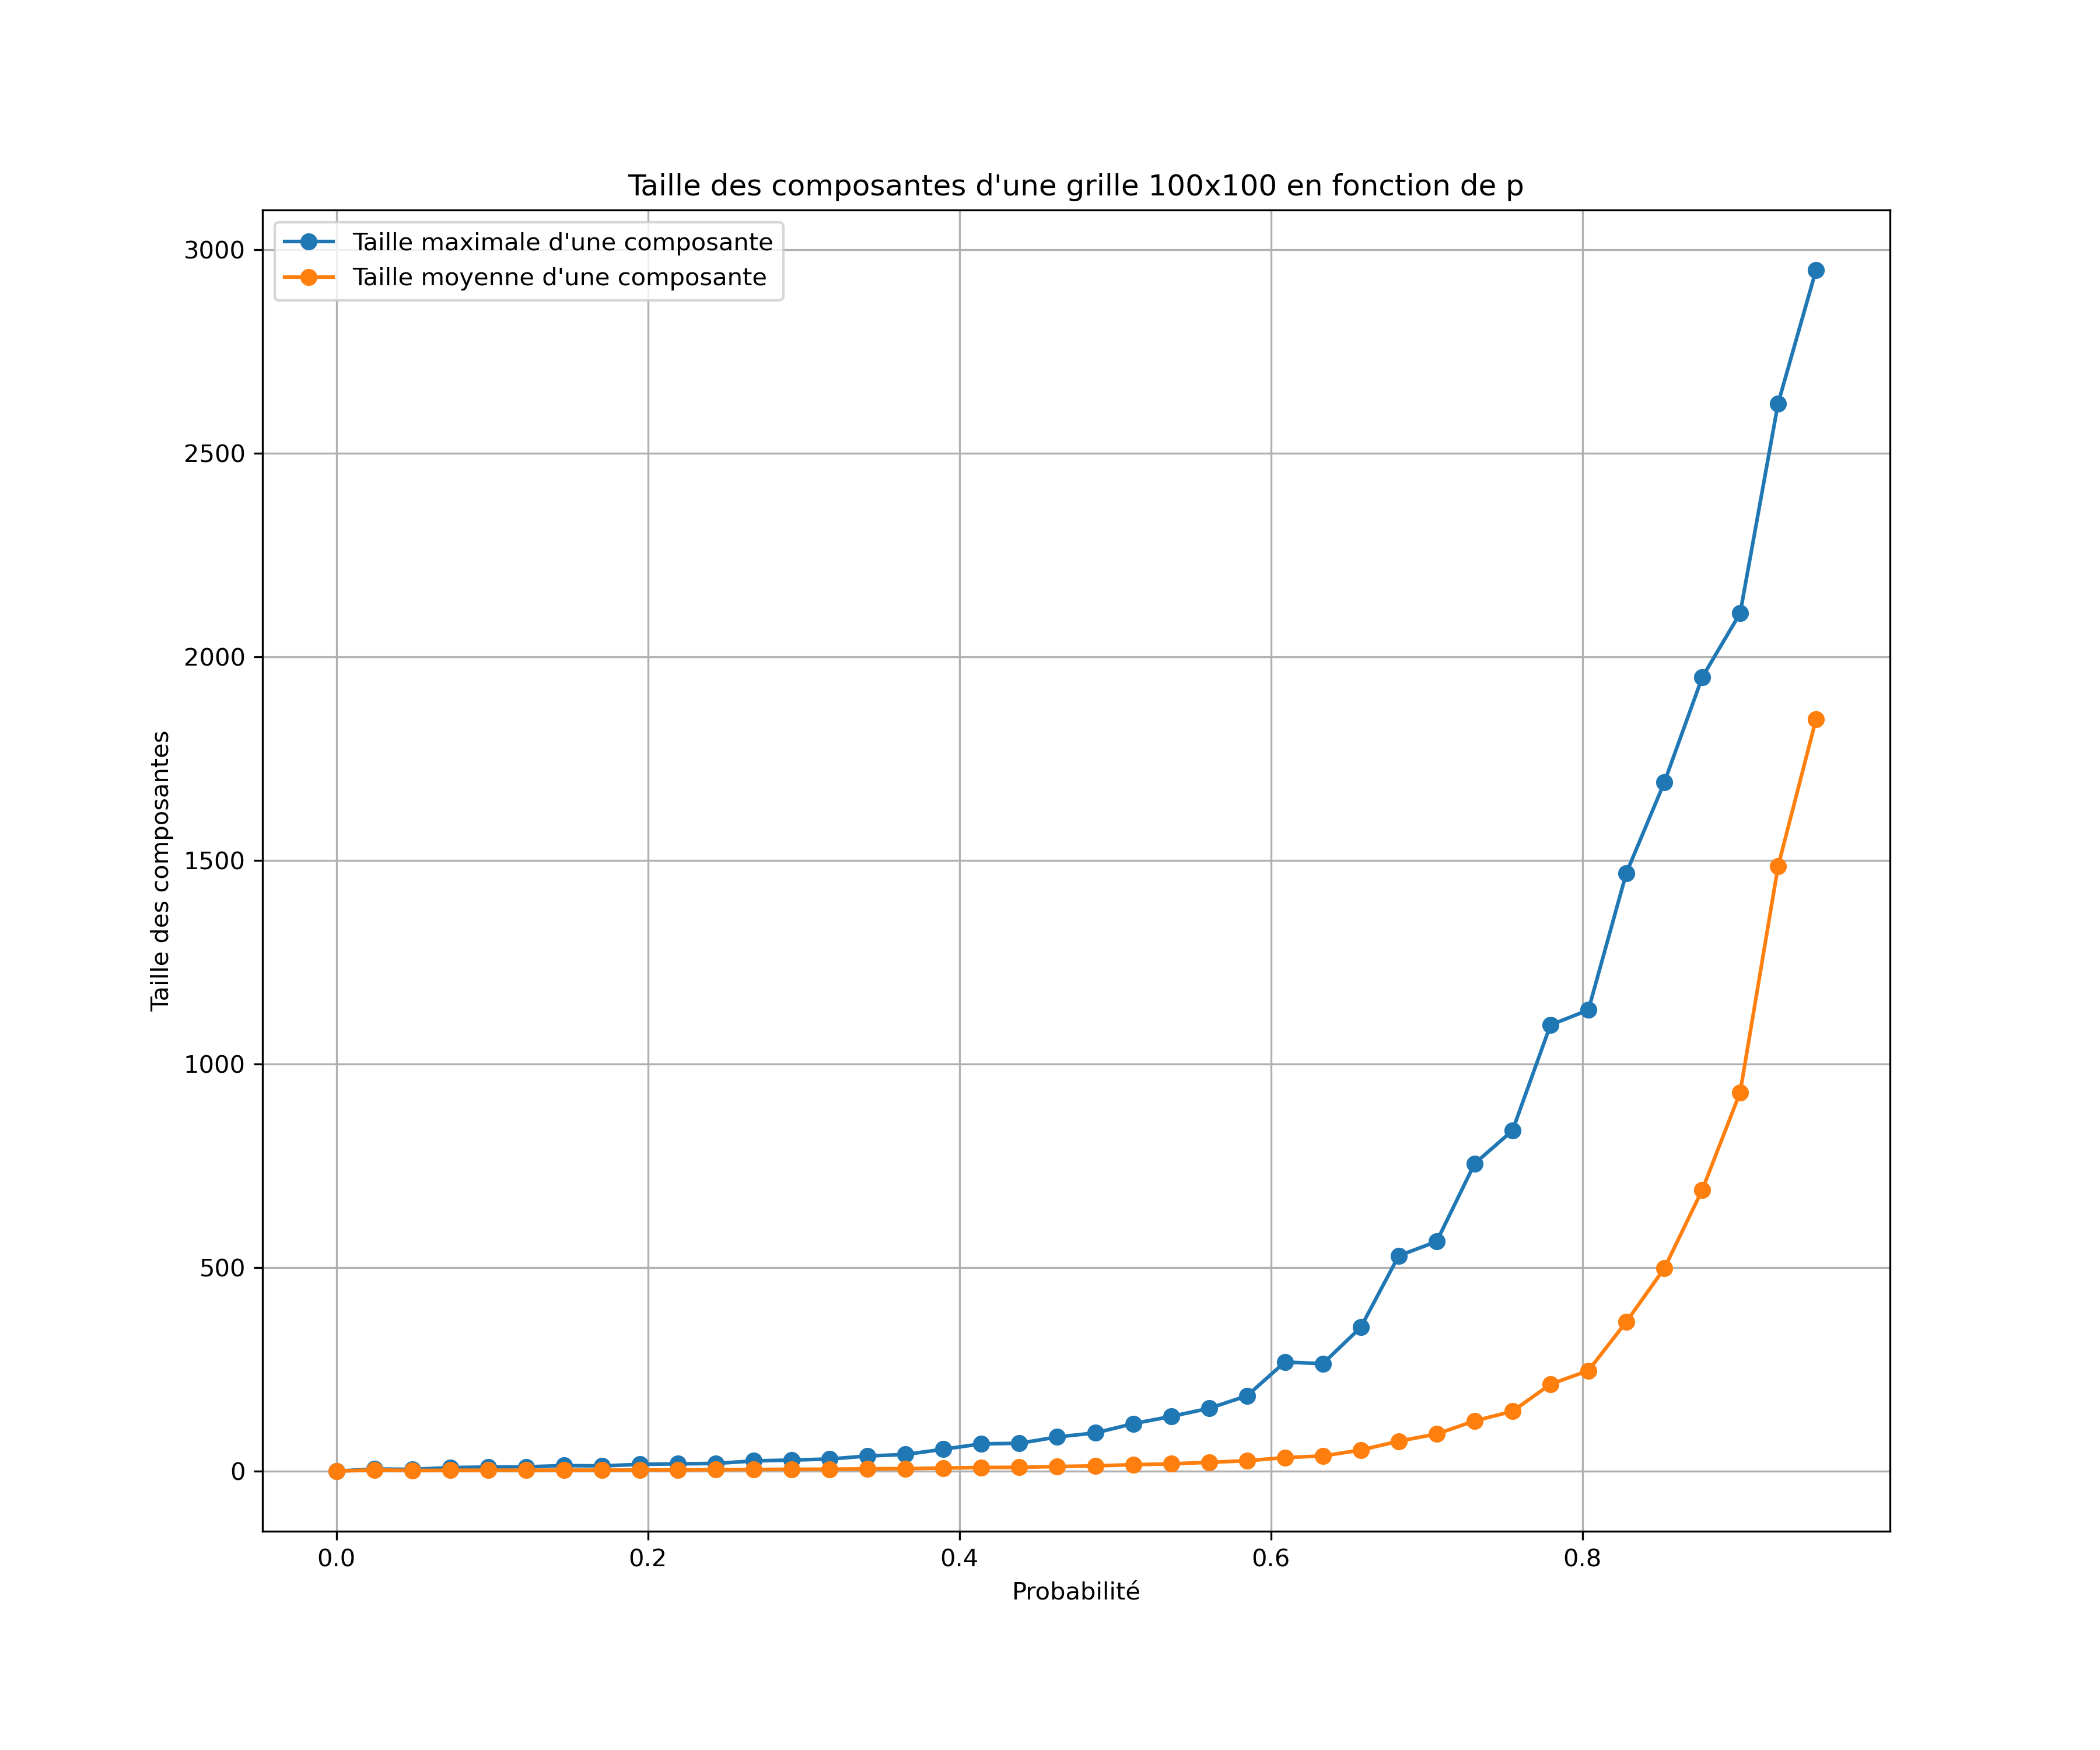 Taille des composantes d'une grille 100x100 en fonction de p
Taille maximale d'une composante
Taille moyenne d'une composante
Taille des composantes
3000
2500
2000
1500
1000
500
0
0.0 0.2 0.4 0.6 0.8
Probabilité